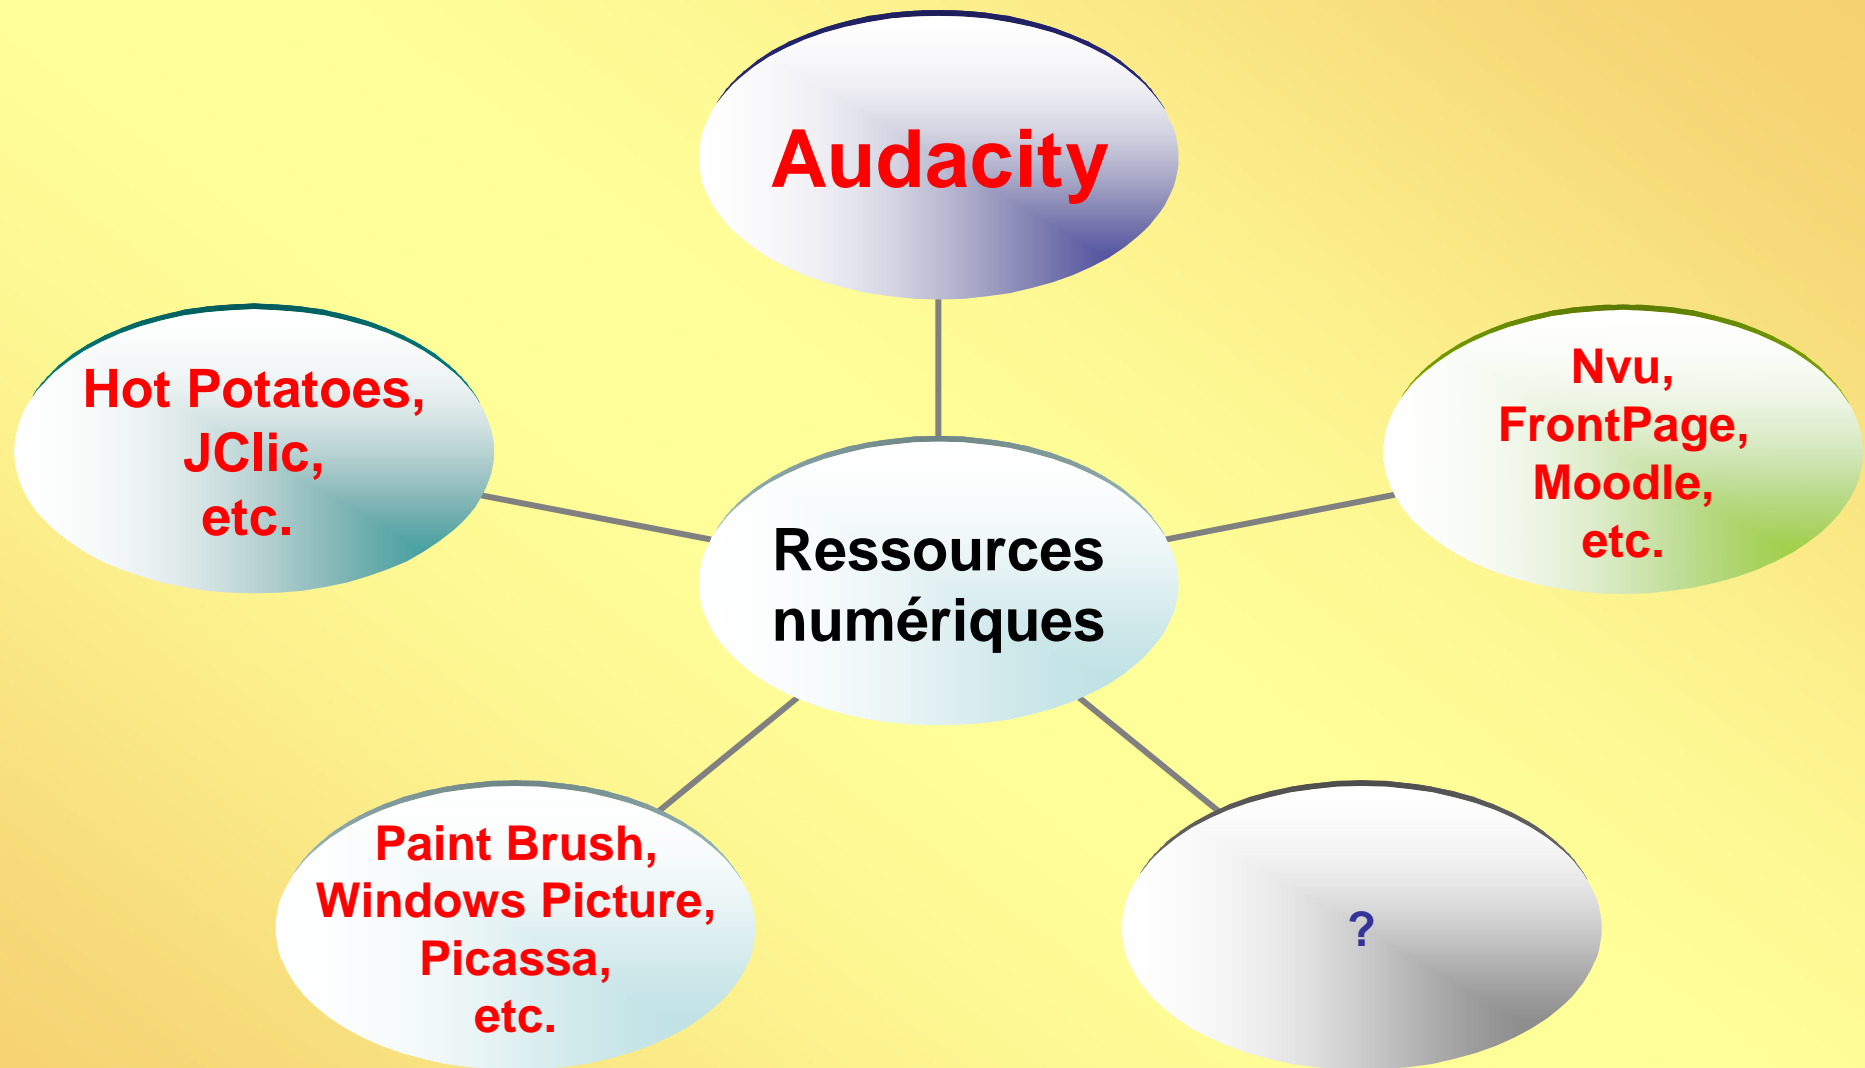 Audacity
Hot Potatoes,
JClic,
etc.
Nvu,
FrontPage,
Moodle,
etc.
Ressources
numériques
Paint Brush,
Windows Picture,
Picassa,
etc.
?